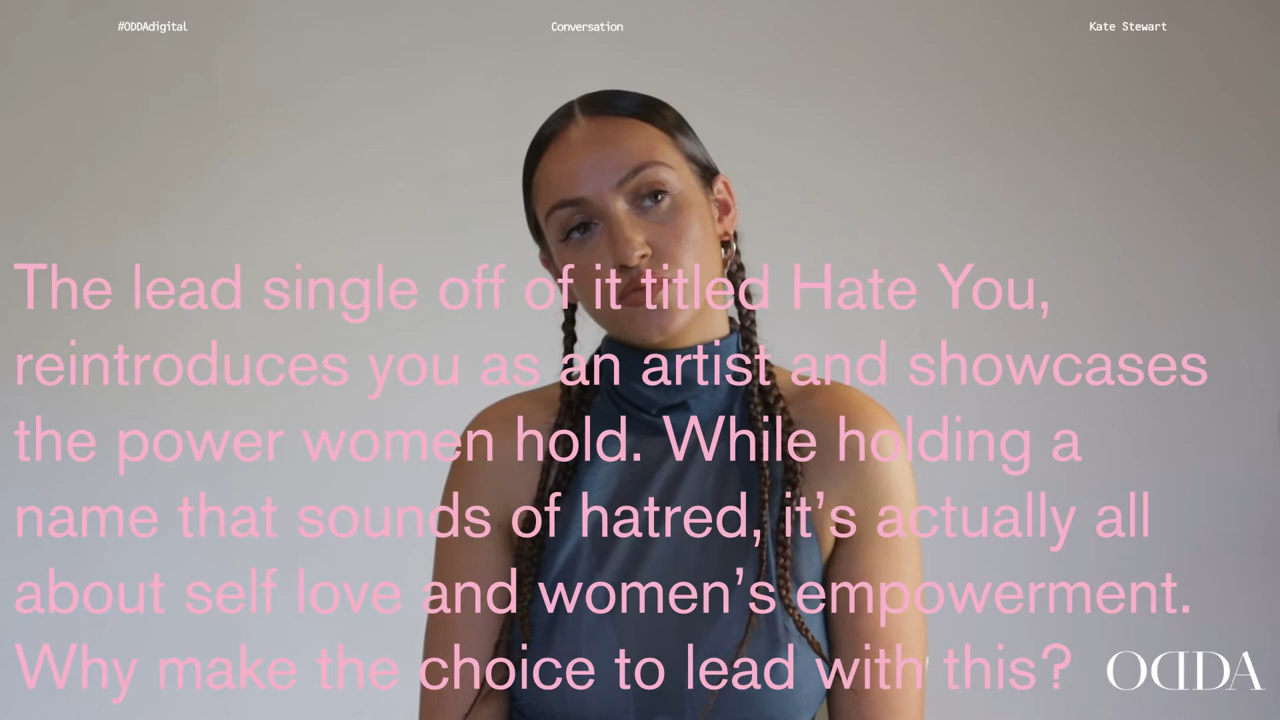 #ODDAdigital
Conversation
Kate Stewart
The lead single off of it titled Hate You,
reintroduces you as an artist and showcases
the power women hold. While holding a
name that sounds of hatred, it’s actually all
about self love and women’s empowerment.
Why make the choice to lead with this?
ODDA